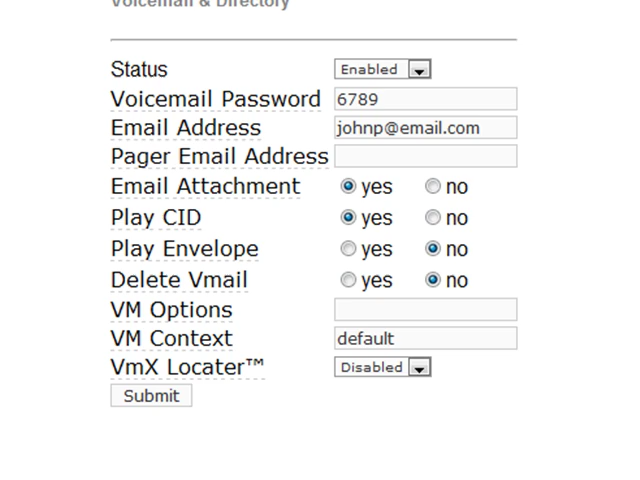 Voicemail & Directory
Status Enabled
Voicemail Password 6789
Email Address johnp@email.com
Pager Email Address
Email Attachment yes no
Play CID yes no
Play Envelope yes no
Delete Vmail yes no
VM Options
VM Context default
VmX Locater™ Disabled
Submit